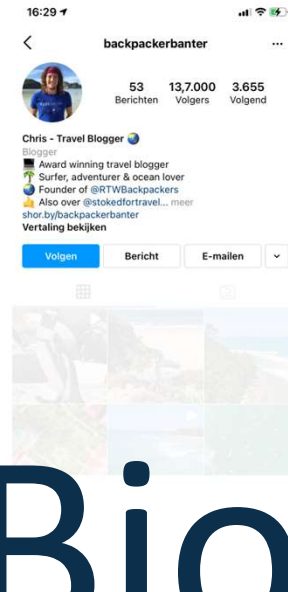 16:29
backpackerbanter
53 13,7.000 3.655
Berichten Volgers Volgend
Chris - Travel Blogger
Blogger
Award winning travel blogger
Surfer, adventurer & ocean lover
Founder of @RTWBackpackers
Also over @stokedfortravel... meer
shor.by/backpackerbanter
Vertaling bekijken
Volgen Bericht E-mailen
Bio